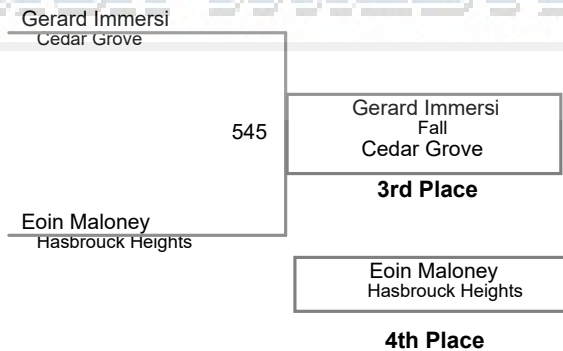 Gerard Immersi
Cedar Grove
545
Gerard Immersi
Fall
Cedar Grove
3rd Place
Eoin Maloney
Hasbrouck Heights
Eoin Maloney
Hasbrouck Heights
4th Place